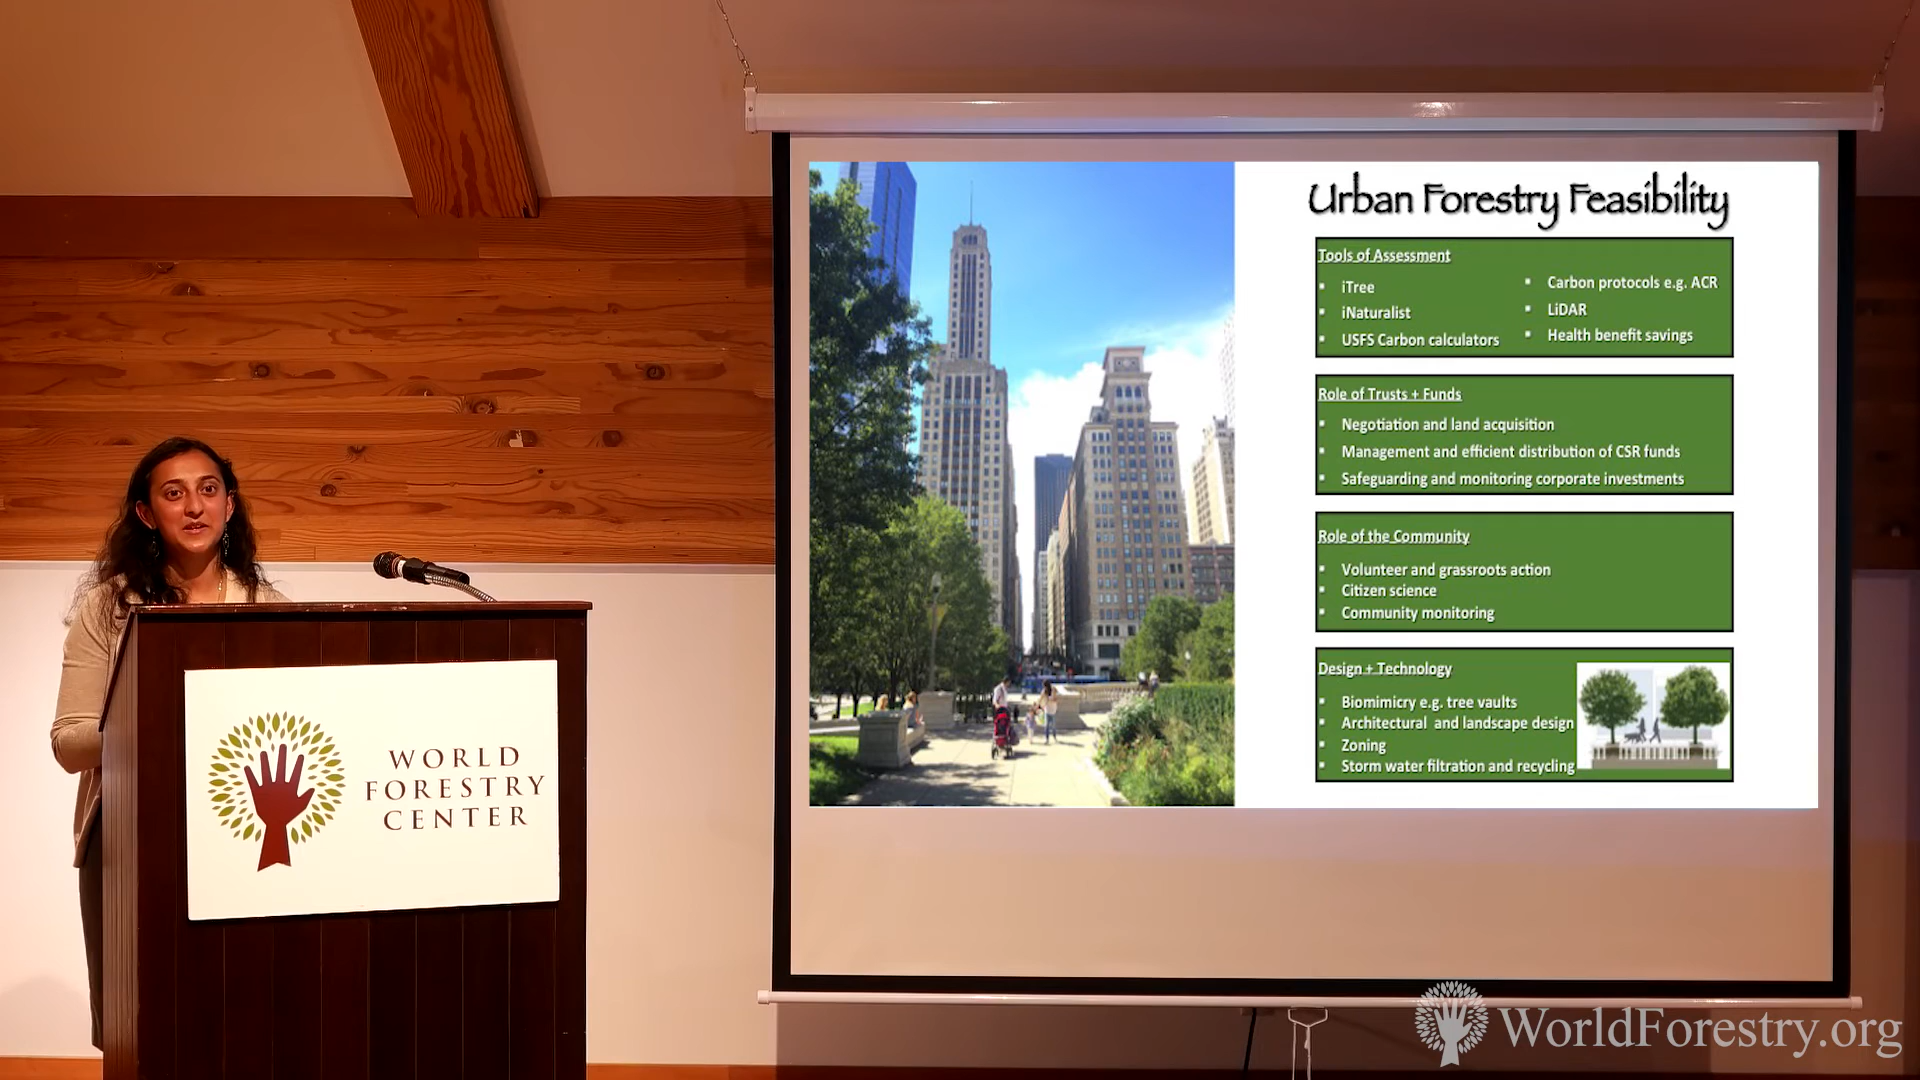 Urban Forestry Feasibility
Tools of Assessment
▪ iTree
▪ iNaturalist
▪ USFS Carbon calculators
▪ Carbon protocols e.g. ACR
▪ LiDAR
▪ Health benefit savings
Role of Trusts + Funds
▪ Negotiation and land acquisition
▪ Management and efficient distribution of CSR funds
▪ Safeguarding and monitoring corporate investments
Role of the Community
▪ Volunteer and grassroots action
▪ Citizen science
▪ Community monitoring
Design + Technology
▪ Biomimicry e.g. tree vaults
▪ Architectural and landscape design
▪ Zoning
▪ Storm water filtration and recycling
WORLD
FORESTRY
CENTER
WorldForestry.org